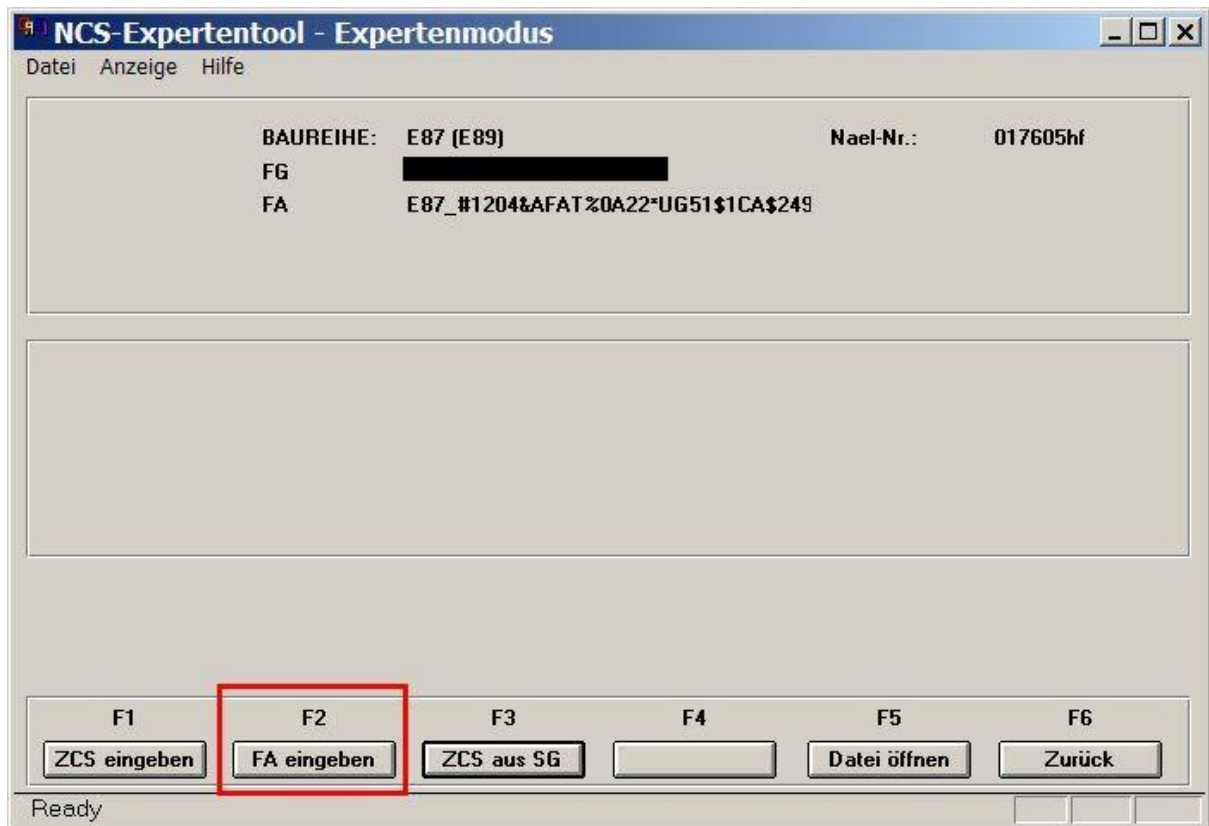 NCS-Expertentool - Expertenmodus
Datei Anzeige Hilfe
BAUREIHE: E87 (E89) Nael-Nr.: 017605hf
FG
FA E87_#1204&AFAT%0A22*UG51$1CA$249
F1 F2 F3 F4 F5 F6
ZCS eingeben FA eingeben ZCS aus SG Datei öffnen Zurück
Ready